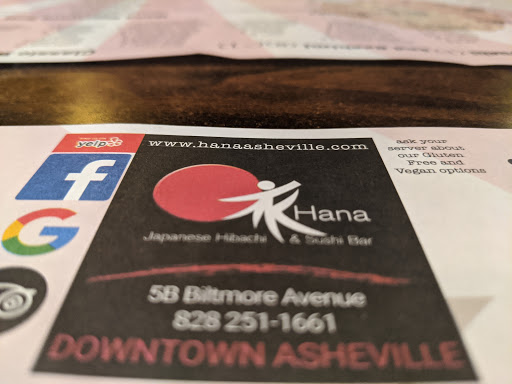 yelp
www.hanaasheville.com
ask your
server about
our Gluten
Free and
Vegan options
f
G
Hana
Japanese Hibachi & Sushi Bar
5B Biltmore Avenue
828 251-1661
DOWNTOWN ASHEVILLE